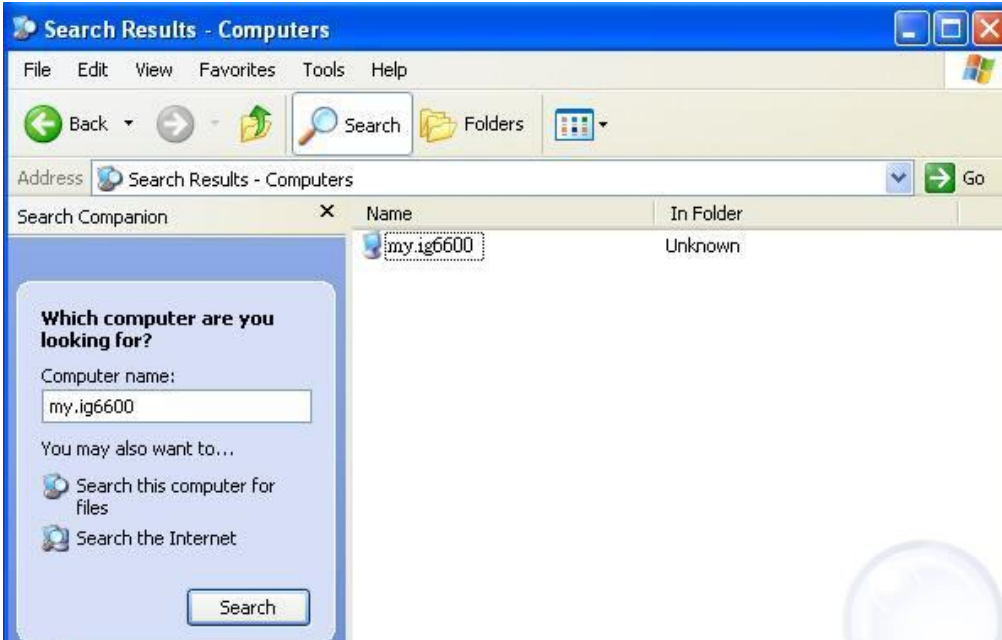 Search Results - Computers
File Edit View Favorites Tools Help
Back Search Folders
Address Search Results - Computers Go
Search Companion
Name In Folder
my.ig6600 Unknown
Which computer are you
looking for?
Computer name:
my.ig6600
You may also want to...
Search this computer for
files
Search the Internet
Search